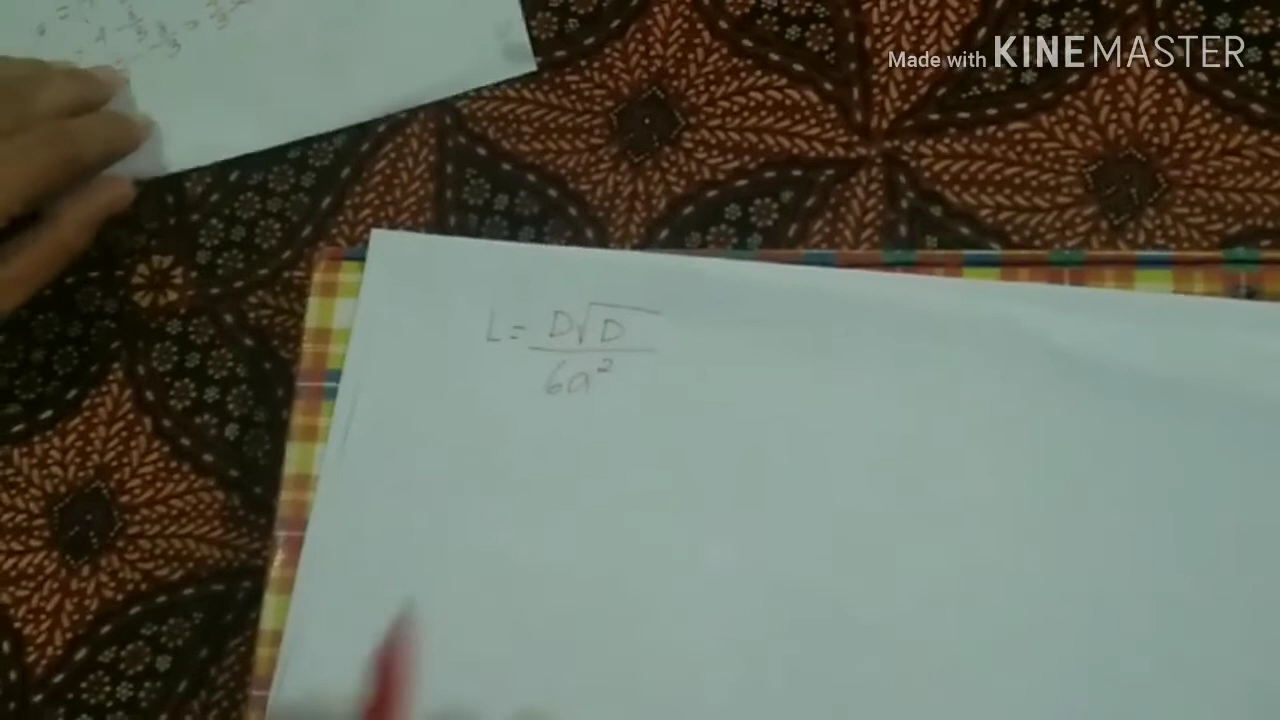 Made with KINEMASTER
L = D√D / 6a²